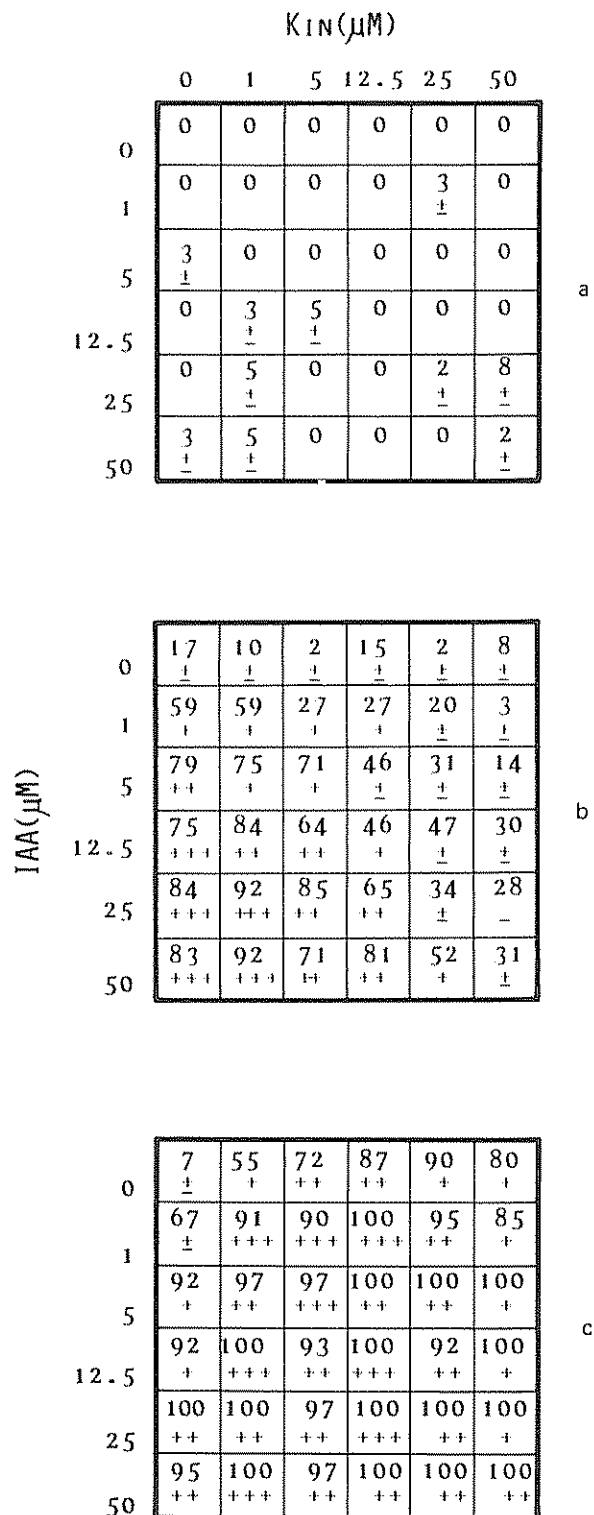 KIN(µM)
0 1 5 12.5 25 50
0 0 0 0 0 0
0
0 0 0 0 3 0
1 ±
3 0 0 0 0 0
5 ±
a
0 3 5 0 0 0
12.5 ± ±
0 5 0 0 2 8
25 ± ± ±
3 5 0 0 0 2
50 ± ± ±
17 10 2 15 2 8
0 ± ± ± ± ± ±
59 59 27 27 20 3
1 + + + + ± ±
79 75 71 46 31 14
5 ++ + + ± ± ±
IAA(µM)
b
75 84 64 46 47 30
12.5 +++ ++ ++ + ± ±
84 92 85 65 34 28
25 +++ +++ ++ ++ ± −
83 92 71 81 52 31
50 +++ +++ ++ ++ + ±
7 55 72 87 90 80
0 ± + ++ ++ + +
67 91 90 100 95 85
1 ± +++ +++ +++ ++ +
92 97 97 100 100 100
5 + ++ +++ ++ ++ +
c
92 100 93 100 92 100
12.5 + +++ ++ +++ ++ +
100 100 97 100 100 100
25 ++ ++ ++ +++ ++ +
95 100 97 100 100 100
50 ++ +++ ++ ++ ++ ++